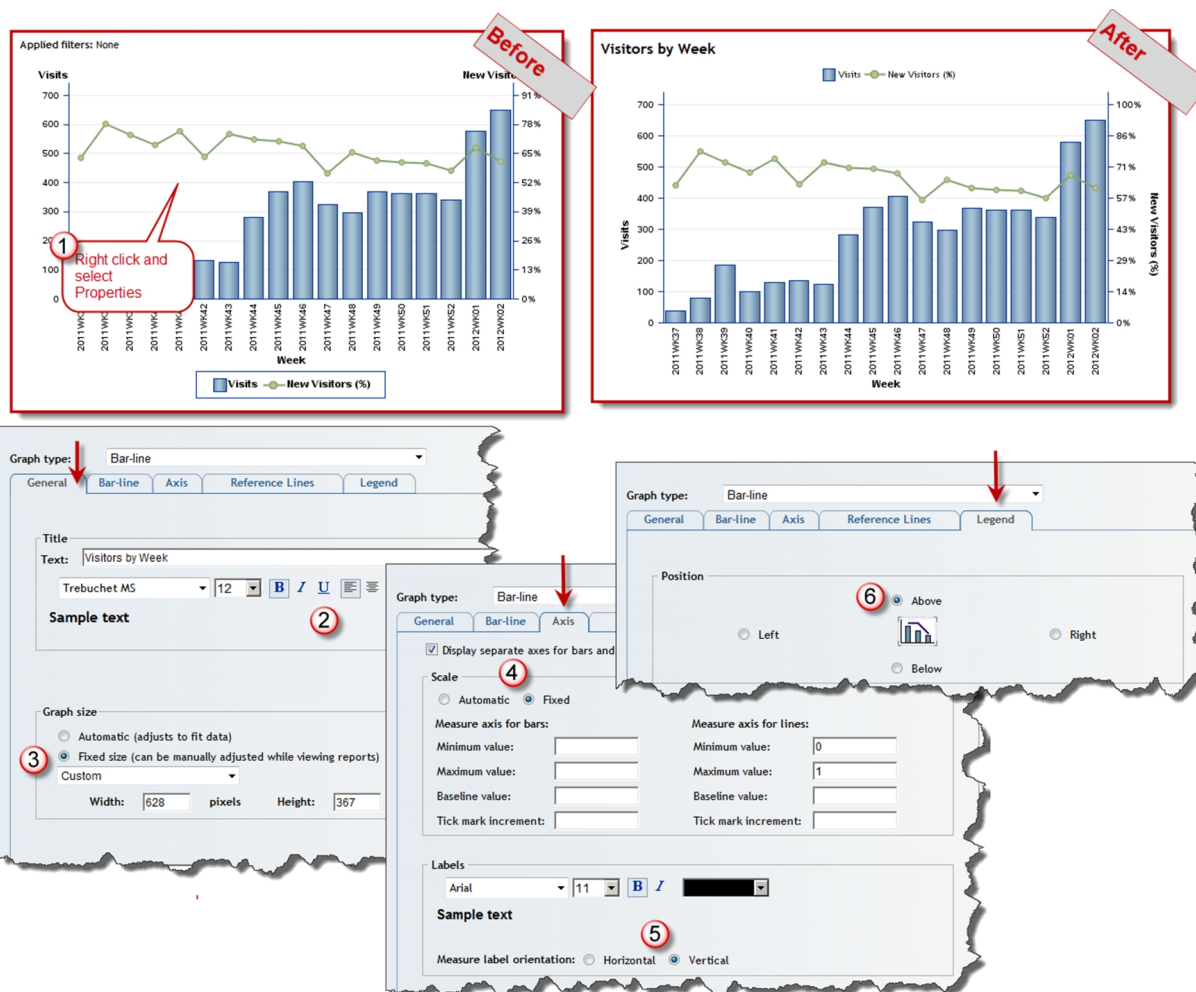 Before
Applied filters: None
Visits
New Visito
700
600
500
400
300
20
100
0
91%
78%
65%
52%
39%
26%
13%
0%
1
Right click and
select
Properties
2011WK42
2011WK43
2011WK44
2011WK45
2011WK46
2011WK47
2011WK48
2011WK49
2011WK50
2011WK51
2011WK52
2012WK01
2012WK02
Week
Visits New Visitors (%)
After
Visitors by Week
Visits New Visitors (%)
700
600
500
400
300
200
100
0
Visits
100%
86%
71%
57%
43%
29%
14%
0%
New Visitors (%)
2011WK37
2011WK38
2011WK39
2011WK40
2011WK41
2011WK42
2011WK43
2011WK44
2011WK45
2011WK46
2011WK47
2011WK48
2011WK49
2011WK50
2011WK51
2011WK52
2012WK01
2012WK02
Week
Graph type: Bar-line
General Bar-line Axis Reference Lines Legend
Title
Text: Visitors by Week
Trebuchet MS 12 B I U
Sample text
2
Graph size
Automatic (adjusts to fit data)
3 Fixed size (can be manually adjusted while viewing reports)
Custom
Width: 628 pixels Height: 367
Graph type: Bar-line
General Bar-line Axis
Display separate axes for bars and
Scale
4
Automatic Fixed
Measure axis for bars: Measure axis for lines:
Minimum value: Minimum value: 0
Maximum value: Maximum value: 1
Baseline value: Baseline value:
Tick mark increment: Tick mark increment:
Labels
Arial 11 B I
Sample text
5
Measure label orientation: Horizontal Vertical
Graph type: Bar-line
General Bar-line Axis Reference Lines Legend
Position
6 Above
Left Right
Below